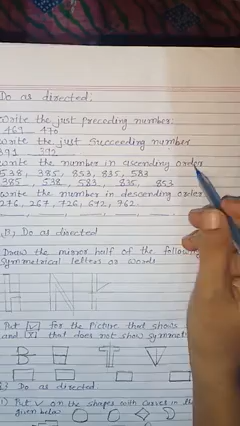 Do as directed.
Write the just preceding number.
469 470
Write the just succeeding number
391 392
Write the number in ascending order
538, 385, 853, 835, 583
385, 538, 583, 835, 853
Write the number in descending order
276, 267, 726, 672, 762
Do as directed
Draw the mirror half of the following
symmetrical letters or words.
H N
Put [√] for the picture that shows
and [X] that does not show symmetry
B
Do as directed
1) Put √ on the shapes with curves in the
given below